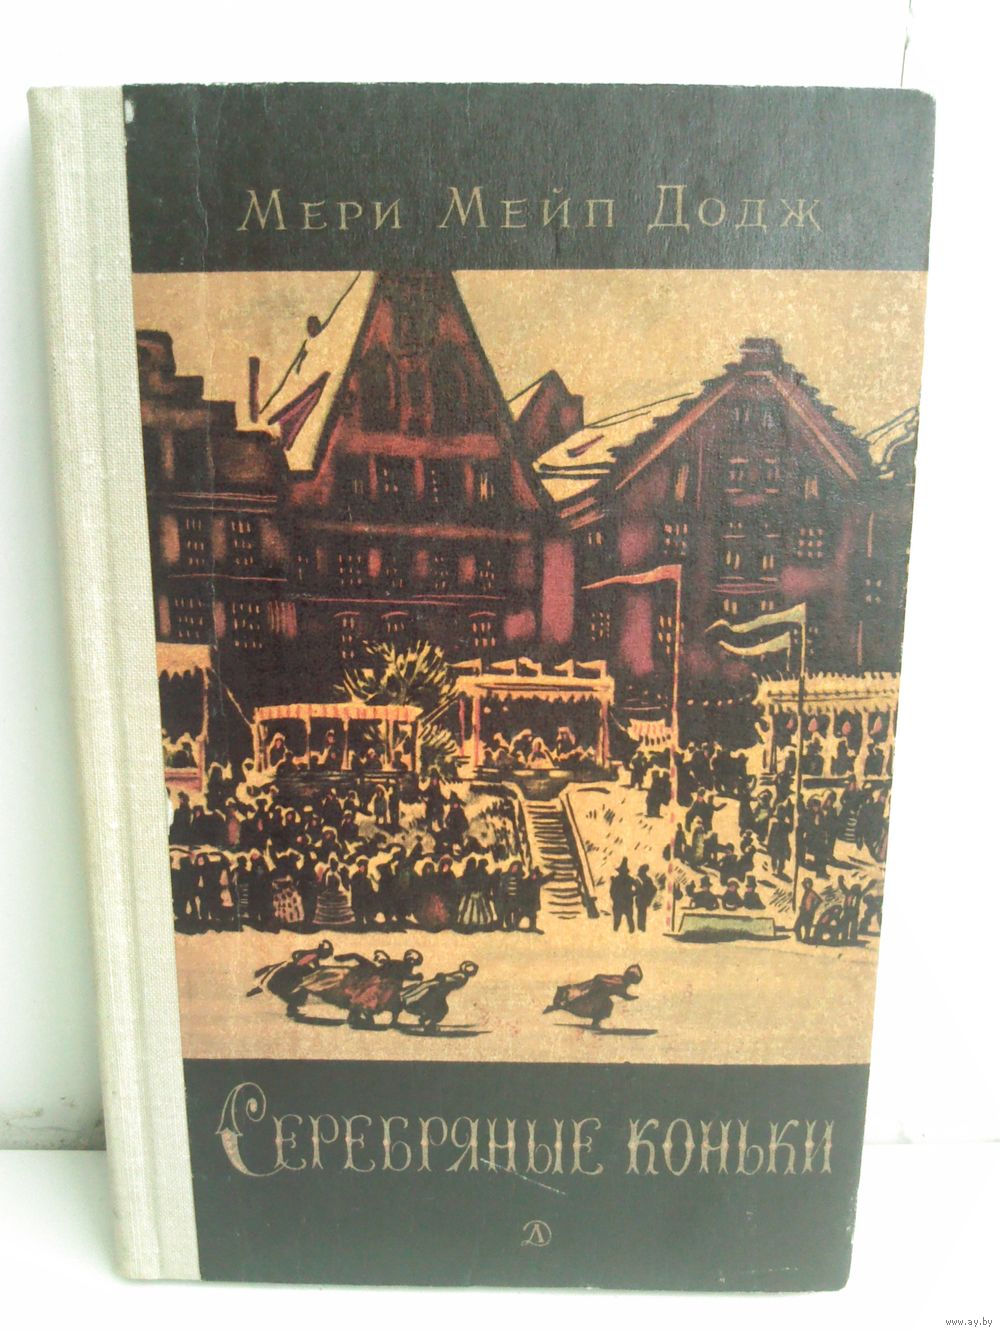 Мери Мейп Додж
Серебряные коньки
Д Л
www.ay.by